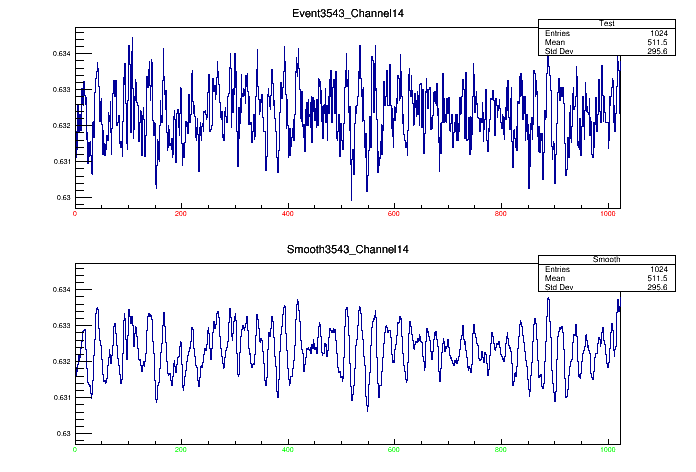 Event3543_Channel14
Test
Entries 1024
Mean 511.5
Std Dev 295.6
0.634
0.633
0.632
0.631
0.63
0 200 400 600 800 1000
Smooth3543_Channel14
Smooth
Entries 1024
Mean 511.5
Std Dev 295.6
0.634
0.633
0.632
0.631
0.63
0 200 400 600 800 1000